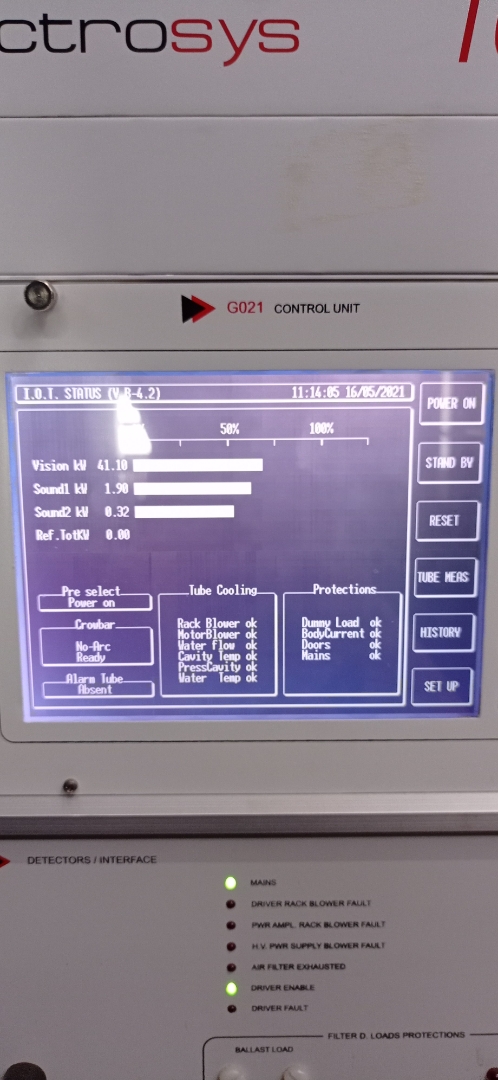 ctrosys
G021 CONTROL UNIT
I.O.T. STATUS (V.B-4.2) 11:14:05 16/05/2021
50% 100%
Vision kW 41.10
Sound1 kW 1.90
Sound2 kW 0.32
Ref.TotKW 0.00
POWER ON
STAND BY
RESET
TUBE MEAS
HISTORY
SET UP
Pre select
Power on
Crowbar
No-Arc
Ready
Alarm Tube
Absent
Tube Cooling
Rack Blower ok
MotorBlower ok
Water flow ok
Cavity Temp ok
PressCavity ok
Water Temp ok
Protections
Dummy Load ok
BodyCurrent ok
Doors ok
Mains ok
DETECTORS / INTERFACE
MAINS
DRIVER RACK BLOWER FAULT
PWR AMPL. RACK BLOWER FAULT
H.V. PWR SUPPLY BLOWER FAULT
AIR FILTER EXHAUSTED
DRIVER ENABLE
DRIVER FAULT
FILTER D. LOADS PROTECTIONS
BALLAST LOAD